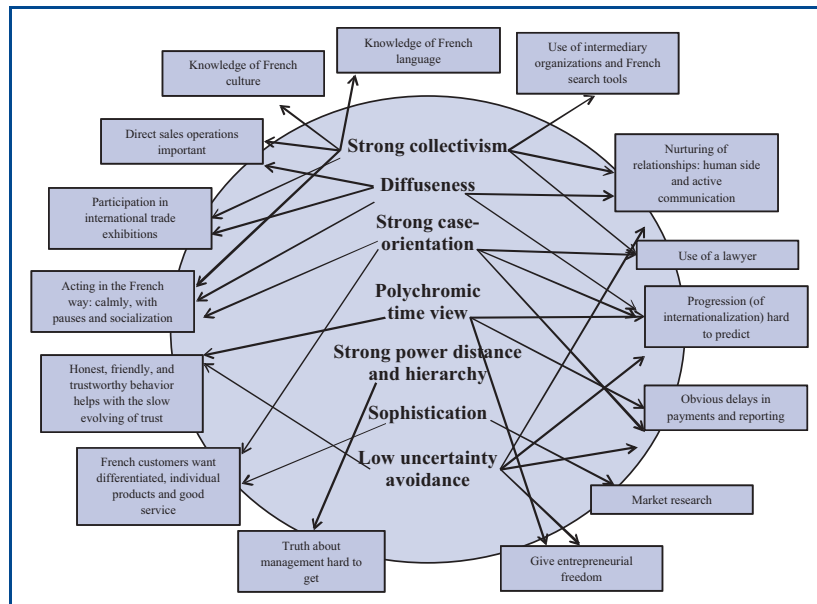 Knowledge of French
language
Use of intermediary
organizations and French
search tools
Knowledge of French
culture
Direct sales operations
important
Strong collectivism
Nurturing of
relationships: human side
and active
communication
Diffuseness
Participation in
international trade
exhibitions
Strong case-
orientation
Use of a lawyer
Acting in the French
way: calmly, with
pauses and socialization
Polychromic
time view
Progression (of
internationalization) hard
to predict
Honest, friendly, and
trustworthy behavior
helps with the slow
evolving of trust
Strong power distance
and hierarchy
Obvious delays in
payments and reporting
Sophistication
French customers want
differentiated, individual
products and good
service
Low uncertainty
avoidance
Market research
Truth about
management hard to
get
Give entrepreneurial
freedom